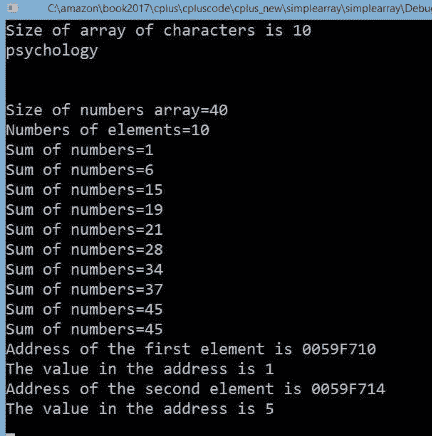 C:\amazon\book2017\cplus\cpluscode\cplus_new\simplearray\simplearray\Debu
Size of array of characters is 10
psychology
Size of numbers array=40
Numbers of elements=10
Sum of numbers=1
Sum of numbers=6
Sum of numbers=15
Sum of numbers=19
Sum of numbers=21
Sum of numbers=28
Sum of numbers=34
Sum of numbers=37
Sum of numbers=45
Sum of numbers=45
Address of the first element is 0059F710
The value in the address is 1
Address of the second element is 0059F714
The value in the address is 5